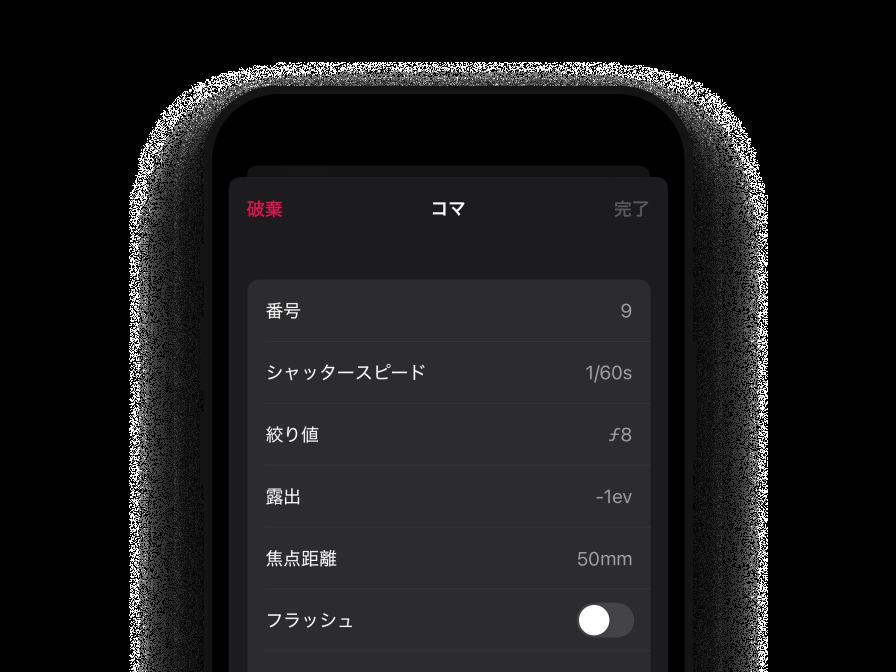 破棄 コマ 完了
番号 9
シャッタースピード 1/60s
絞り値 ƒ8
露出 -1ev
焦点距離 50mm
フラッシュ